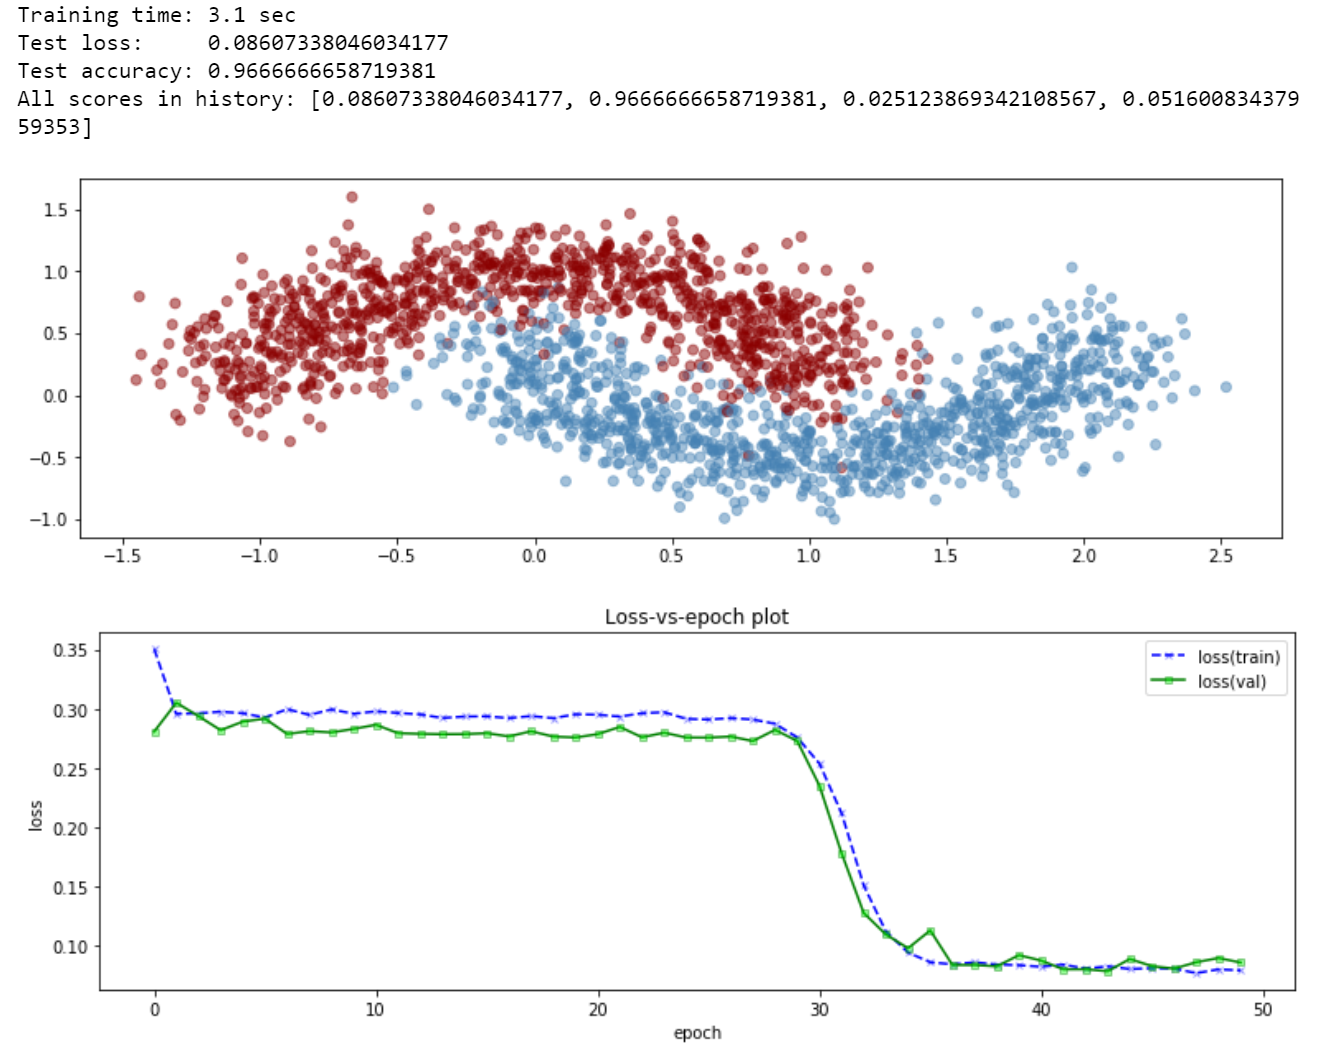 Training time: 3.1 sec
Test loss:     0.08607338046034177
Test accuracy: 0.9666666658719381
All scores in history: [0.08607338046034177, 0.9666666658719381, 0.025123869342108567, 0.051600834379
59353]
1.5
1.0
0.5
0.0
−0.5
−1.0
−1.5 −1.0 −0.5 0.0 0.5 1.0 1.5 2.0 2.5
Loss-vs-epoch plot
loss(train)
loss(val)
0.35
0.30
0.25
0.20
0.15
0.10
loss
0 10 20 30 40 50
epoch